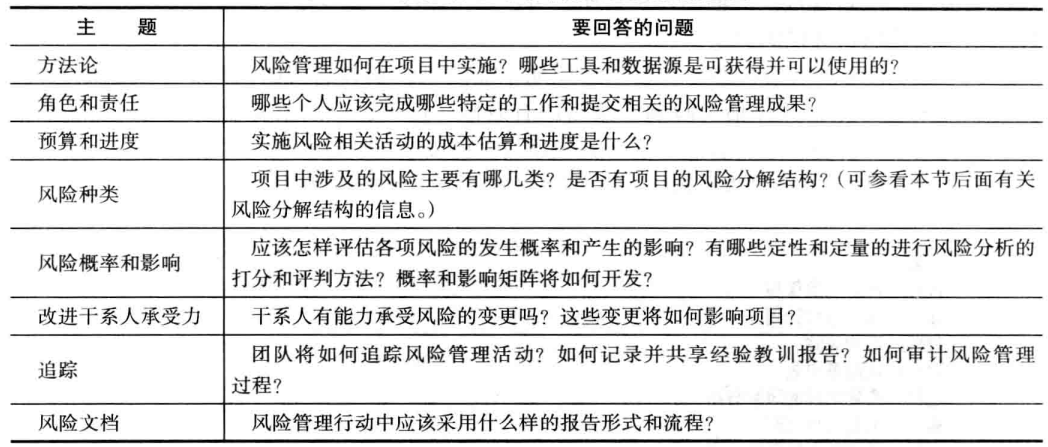 主 题 要回答的问题
方法论 风险管理如何在项目中实施？哪些工具和数据源是可获得并可以使用的？
角色和责任 哪些个人应该完成哪些特定的工作和提交相关的风险管理成果？
预算和进度 实施风险相关活动的成本估算和进度是什么？
风险种类 项目中涉及的风险主要有哪几类？是否有项目的风险分解结构？（可参看本节后面有关
风险分解结构的信息。）
风险概率和影响 应该怎样评估各项风险的发生概率和产生的影响？有哪些定性和定量的进行风险分析的
打分和评判方法？概率和影响矩阵将如何开发？
改进干系人承受力 干系人有能力承受风险的变更吗？这些变更将如何影响项目？
追踪 团队将如何追踪风险管理活动？如何记录并共享经验教训报告？如何审计风险管理
过程？
风险文档 风险管理行动中应该采用什么样的报告形式和流程？